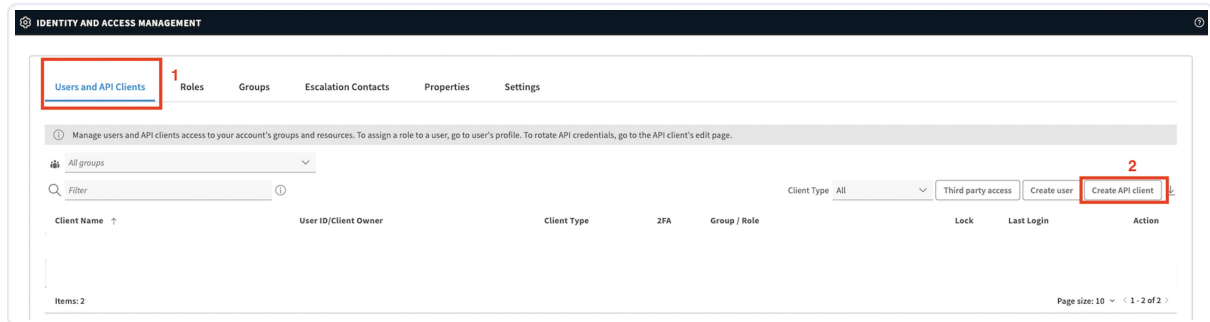 IDENTITY AND ACCESS MANAGEMENT
1
Users and API Clients Roles Groups Escalation Contacts Properties Settings
Manage users and API clients access to your account's groups and resources. To assign a role to a user, go to user's profile. To rotate API credentials, go to the API client's edit page.
All groups
2
Filter Client Type All Third party access Create user Create API client
Client Name ↑ User ID/Client Owner Client Type 2FA Group / Role Lock Last Login Action
Items: 2 Page size: 10 < 1 - 2 of 2 >